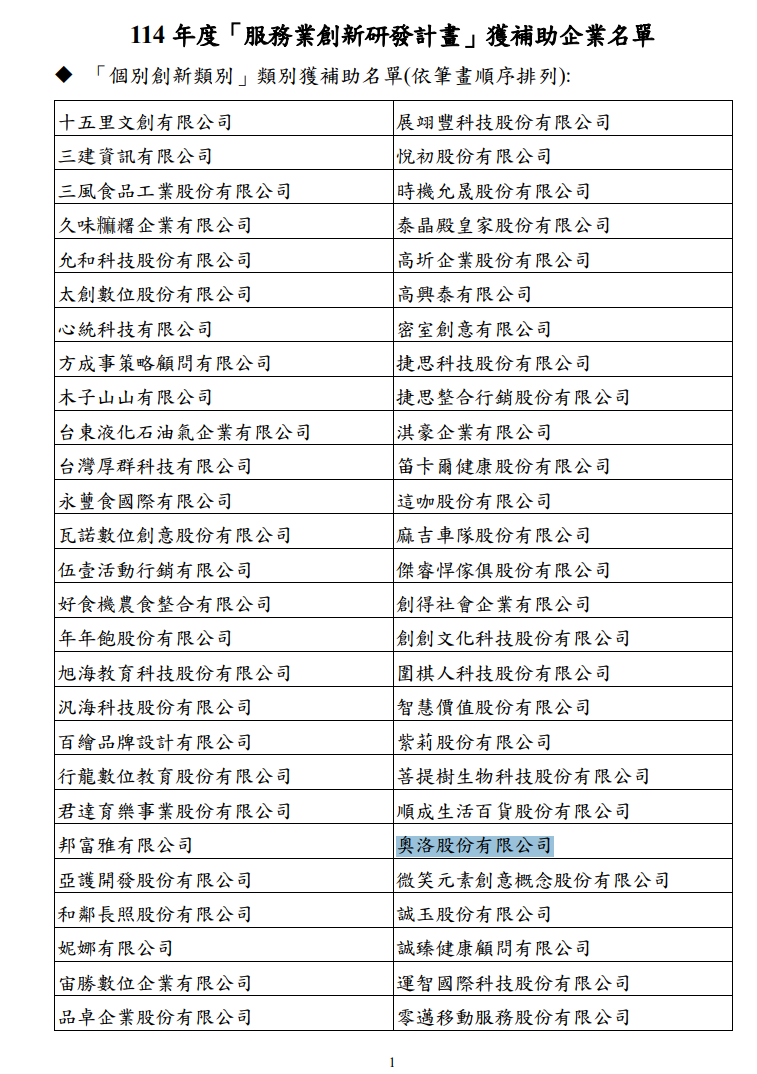 114 年度「服務業創新研發計畫」獲補助企業名單
◆ 「個別創新類別」類別獲補助名單(依筆畫順序排列):
十五里文創有限公司 展翊豐科技股份有限公司
三建資訊有限公司 悅初股份有限公司
三風食品工業股份有限公司 時機允晟股份有限公司
久味糊糬企業有限公司 泰晶殿皇家股份有限公司
允和科技股份有限公司 高圻企業股份有限公司
太創數位股份有限公司 高興泰有限公司
心統科技有限公司 密室創意有限公司
方成事策略顧問有限公司 捷思科技股份有限公司
木子山山有限公司 捷思整合行銷股份有限公司
台東液化石油氣企業有限公司 淇豪企業有限公司
台灣厚群科技有限公司 笛卡爾健康股份有限公司
永蘴食國際有限公司 這咖股份有限公司
瓦諾數位創意股份有限公司 麻吉車隊股份有限公司
伍壹活動行銷有限公司 傑睿悍傢俱股份有限公司
好食機農食整合有限公司 創得社會企業有限公司
年年飽股份有限公司 創創文化科技股份有限公司
旭海教育科技股份有限公司 圍棋人科技股份有限公司
汎海科技股份有限公司 智慧價值股份有限公司
百繪品牌設計有限公司 紫莉股份有限公司
行龍數位教育股份有限公司 菩提樹生物科技股份有限公司
君達育樂事業股份有限公司 順成生活百貨股份有限公司
邦富雅有限公司 奧洛股份有限公司
亞護開發股份有限公司 微笑元素創意概念股份有限公司
和鄰長照股份有限公司 誠玉股份有限公司
妮娜有限公司 誠臻健康顧問有限公司
宙勝數位企業有限公司 運智國際科技股份有限公司
品卓企業股份有限公司 零邁移動服務股份有限公司
1